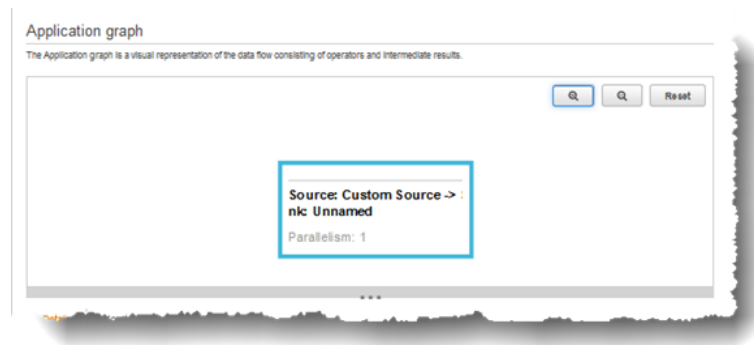 Application graph
The Application graph is a visual representation of the data flow consisting of operators and intermediate results.
Reset
Source: Custom Source ->
nk: Unnamed
Parallelism: 1